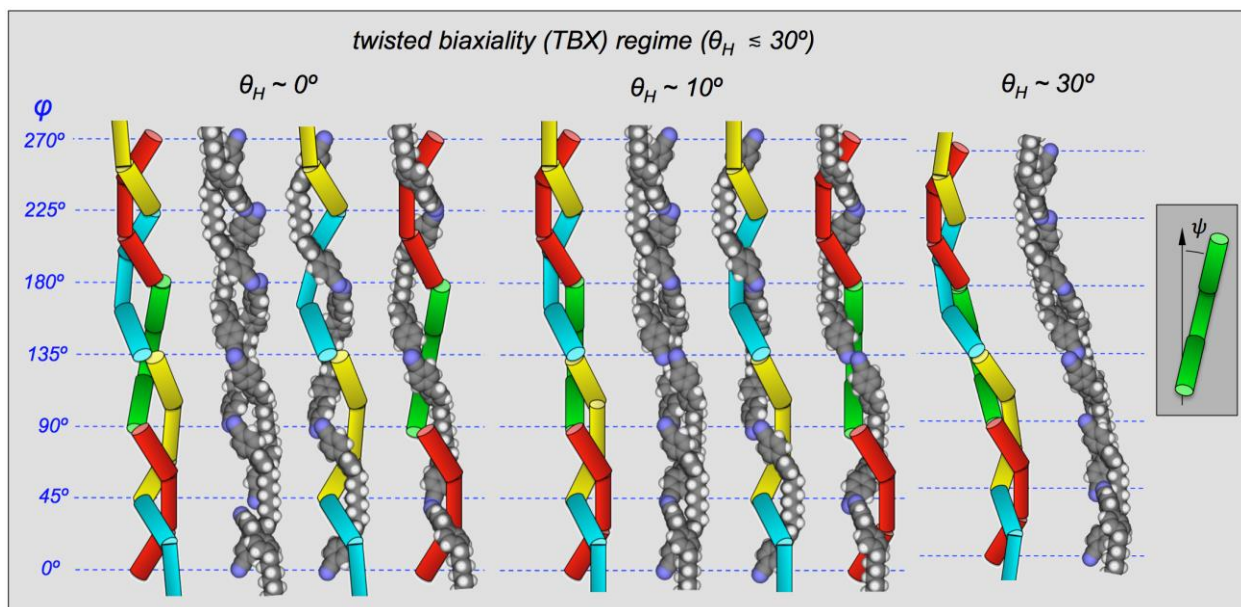 twisted biaxiality (TBX) regime (θH ≲ 30º)
θH ~ 0º
θH ~ 10º
θH ~ 30º
φ
270º
225º
180º
135º
90º
45º
0º
ψ